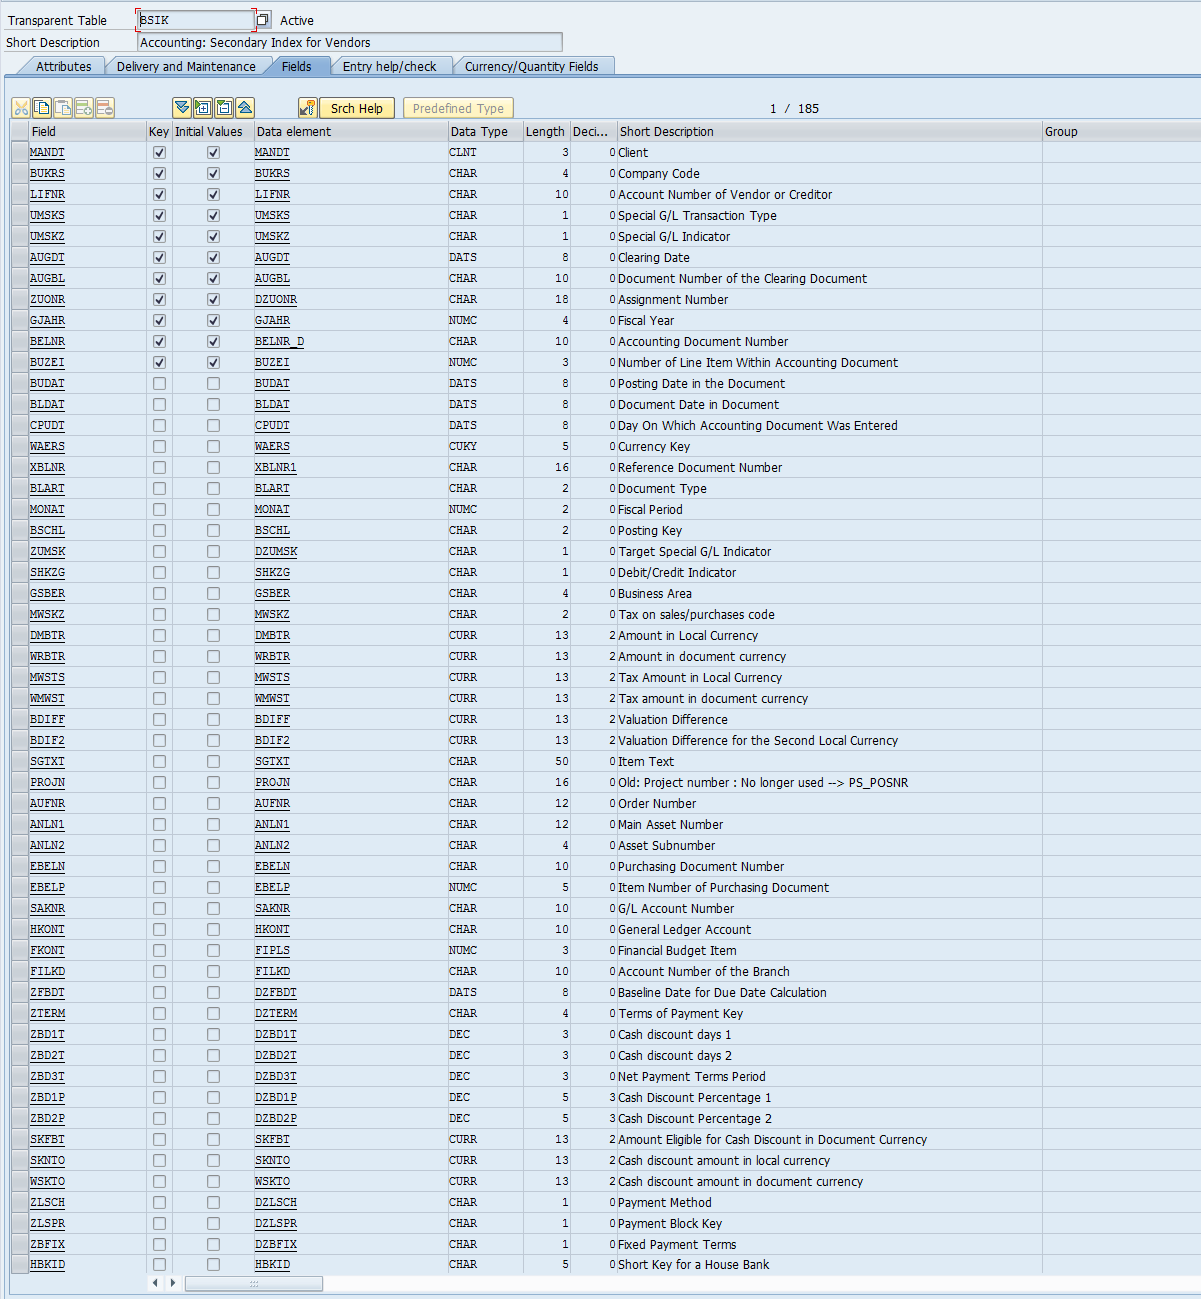 Transparent Table BSIK Active
Short Description Accounting: Secondary Index for Vendors
Attributes Delivery and Maintenance Fields Entry help/check Currency/Quantity Fields
Srch Help Predefined Type 1 / 185
Field Key Initial Values Data element Data Type Length Deci... Short Description Group
MANDT MANDT CLNT 3 0 Client
BUKRS BUKRS CHAR 4 0 Company Code
LIFNR LIFNR CHAR 10 0 Account Number of Vendor or Creditor
UMSKS UMSKS CHAR 1 0 Special G/L Transaction Type
UMSKZ UMSKZ CHAR 1 0 Special G/L Indicator
AUGDT AUGDT DATS 8 0 Clearing Date
AUGBL AUGBL CHAR 10 0 Document Number of the Clearing Document
ZUONR DZUONR CHAR 18 0 Assignment Number
GJAHR GJAHR NUMC 4 0 Fiscal Year
BELNR BELNR_D CHAR 10 0 Accounting Document Number
BUZEI BUZEI NUMC 3 0 Number of Line Item Within Accounting Document
BUDAT BUDAT DATS 8 0 Posting Date in the Document
BLDAT BLDAT DATS 8 0 Document Date in Document
CPUDT CPUDT DATS 8 0 Day On Which Accounting Document Was Entered
WAERS WAERS CUKY 5 0 Currency Key
XBLNR XBLNR1 CHAR 16 0 Reference Document Number
BLART BLART CHAR 2 0 Document Type
MONAT MONAT NUMC 2 0 Fiscal Period
BSCHL BSCHL CHAR 2 0 Posting Key
ZUMSK DZUMSK CHAR 1 0 Target Special G/L Indicator
SHKZG SHKZG CHAR 1 0 Debit/Credit Indicator
GSBER GSBER CHAR 4 0 Business Area
MWSKZ MWSKZ CHAR 2 0 Tax on sales/purchases code
DMBTR DMBTR CURR 13 2 Amount in Local Currency
WRBTR WRBTR CURR 13 2 Amount in document currency
MWSTS MWSTS CURR 13 2 Tax Amount in Local Currency
WMWST WMWST CURR 13 2 Tax amount in document currency
BDIFF BDIFF CURR 13 2 Valuation Difference
BDIF2 BDIF2 CURR 13 2 Valuation Difference for the Second Local Currency
SGTXT SGTXT CHAR 50 0 Item Text
PROJN PROJN CHAR 16 0 Old: Project number : No longer used --> PS_POSNR
AUFNR AUFNR CHAR 12 0 Order Number
ANLN1 ANLN1 CHAR 12 0 Main Asset Number
ANLN2 ANLN2 CHAR 4 0 Asset Subnumber
EBELN EBELN CHAR 10 0 Purchasing Document Number
EBELP EBELP NUMC 5 0 Item Number of Purchasing Document
SAKNR SAKNR CHAR 10 0 G/L Account Number
HKONT HKONT CHAR 10 0 General Ledger Account
FKONT FIPLS NUMC 3 0 Financial Budget Item
FILKD FILKD CHAR 10 0 Account Number of the Branch
ZFBDT DZFBDT DATS 8 0 Baseline Date for Due Date Calculation
ZTERM DZTERM CHAR 4 0 Terms of Payment Key
ZBD1T DZBD1T DEC 3 0 Cash discount days 1
ZBD2T DZBD2T DEC 3 0 Cash discount days 2
ZBD3T DZBD3T DEC 3 0 Net Payment Terms Period
ZBD1P DZBD1P DEC 5 3 Cash Discount Percentage 1
ZBD2P DZBD2P DEC 5 3 Cash Discount Percentage 2
SKFBT SKFBT CURR 13 2 Amount Eligible for Cash Discount in Document Currency
SKNTO SKNTO CURR 13 2 Cash discount amount in local currency
WSKTO WSKTO CURR 13 2 Cash discount amount in document currency
ZLSCH DZLSCH CHAR 1 0 Payment Method
ZLSPR DZLSPR CHAR 1 0 Payment Block Key
ZBFIX DZBFIX CHAR 1 0 Fixed Payment Terms
HBKID HBKID CHAR 5 0 Short Key for a House Bank